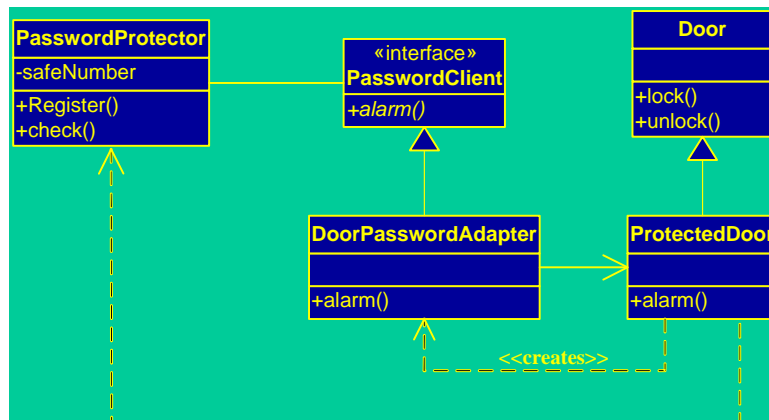 PasswordProtector
-safeNumber
+Register()
+check()
«interface»
PasswordClient
+alarm()
Door
+lock()
+unlock()
DoorPasswordAdapter
+alarm()
ProtectedDoor
+alarm()
<<creates>>